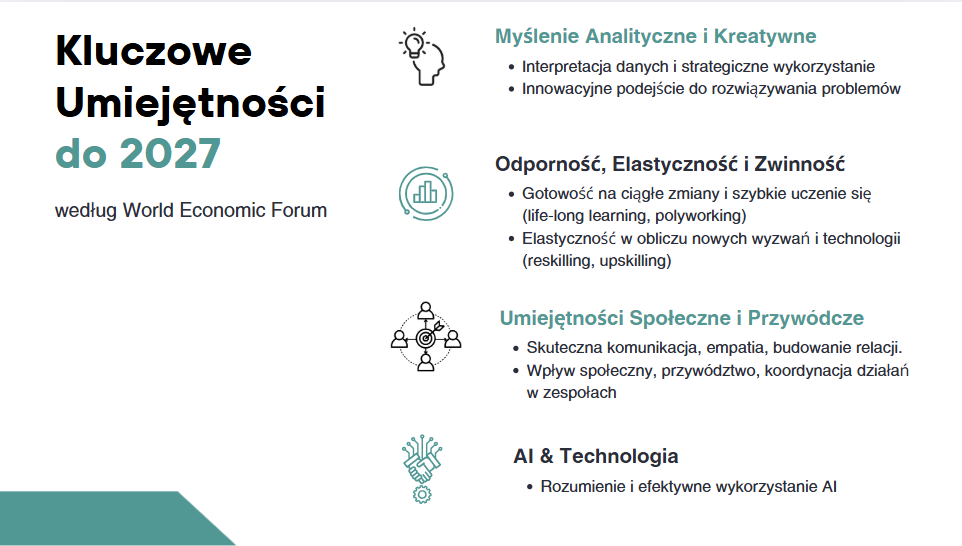 Kluczowe
Umiejętności
do 2027
według World Economic Forum
Myślenie Analityczne i Kreatywne
• Interpretacja danych i strategiczne wykorzystanie
• Innowacyjne podejście do rozwiązywania problemów
Odporność, Elastyczność i Zwinność
• Gotowość na ciągłe zmiany i szybkie uczenie się
(life-long learning, polyworking)
• Elastyczność w obliczu nowych wyzwań i technologii
(reskilling, upskilling)
Umiejętności Społeczne i Przywódcze
• Skuteczna komunikacja, empatia, budowanie relacji.
• Wpływ społeczny, przywództwo, koordynacja działań
w zespołach
AI & Technologia
• Rozumienie i efektywne wykorzystanie AI